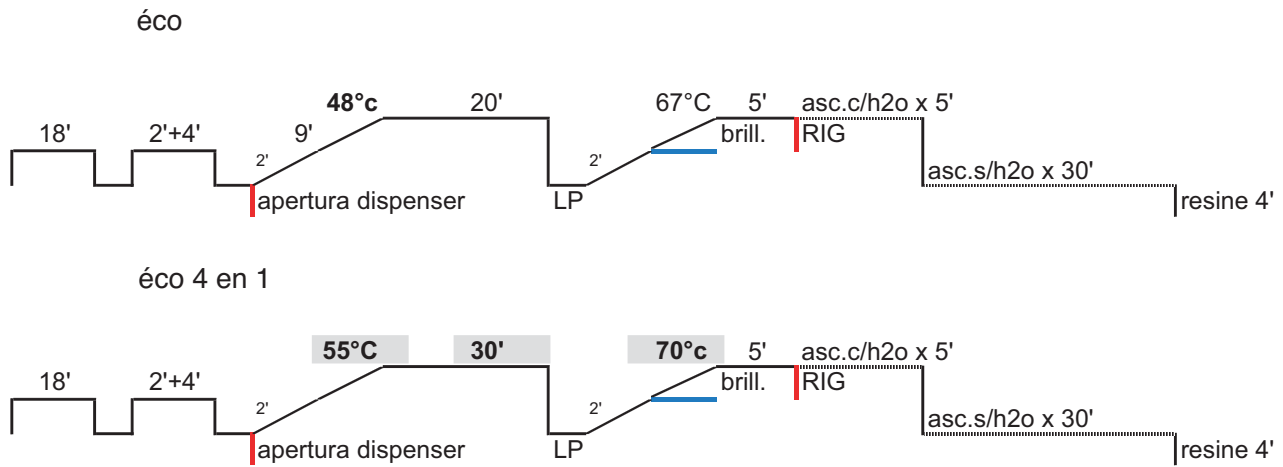 éco
48°c 20' 67°C 5' asc.c/h2o x 5'
18' 2'+4' 9' brill. RIG
2' 2'
asc.s/h2o x 30'
apertura dispenser LP resine 4'
éco 4 en 1
55°C 30' 70°c 5' asc.c/h2o x 5'
18' 2'+4' brill. RIG
2' 2'
asc.s/h2o x 30'
apertura dispenser LP resine 4'